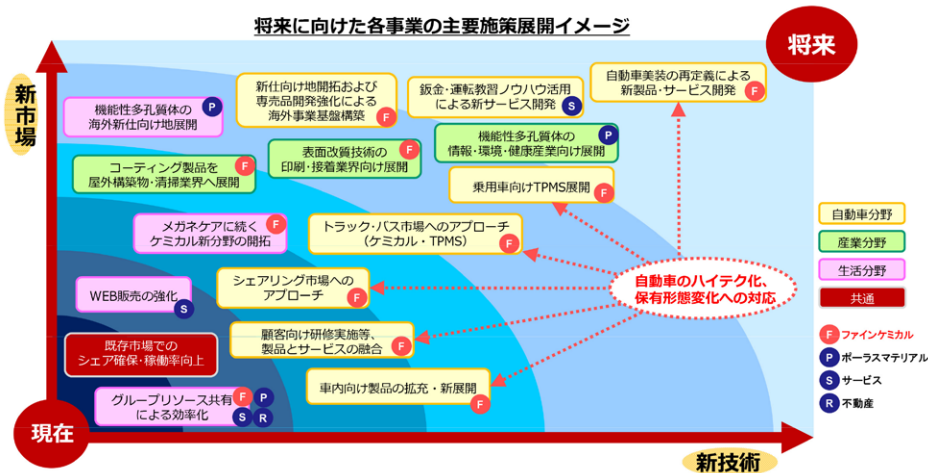 将来に向けた各事業の主要施策展開イメージ
将来
新市場
自動車美装の再定義による
新製品・サービス開発
F
新仕向け地開拓および
専売品開発強化による
海外事業基盤構築
F
鈑金・運転教習ノウハウ活用
による新サービス開発
S
機能性多孔質体の
海外新仕向け地展開
P
表面改質技術の
印刷・接着業界向け展開
F
機能性多孔質体の
情報・環境・健康産業向け展開
P
コーティング製品を
屋外構築物・清掃業界へ展開
F
乗用車向けTPMS展開
F
メガネケアに続く
ケミカル新分野の開拓
F
トラック・バス市場へのアプローチ
(ケミカル・TPMS)
F
シェアリング市場への
アプローチ
F
自動車のハイテク化、
保有形態変化への対応
WEB販売の強化
S
顧客向け研修実施等、
製品とサービスの融合
F
既存市場での
シェア確保・稼働率向上
車内向け製品の拡充・新展開
F
グループリソース共有
による効率化
F
P
S
R
現在
新技術
自動車分野
産業分野
生活分野
共通
F ファインケミカル
P ポーラスマテリアル
S サービス
R 不動産